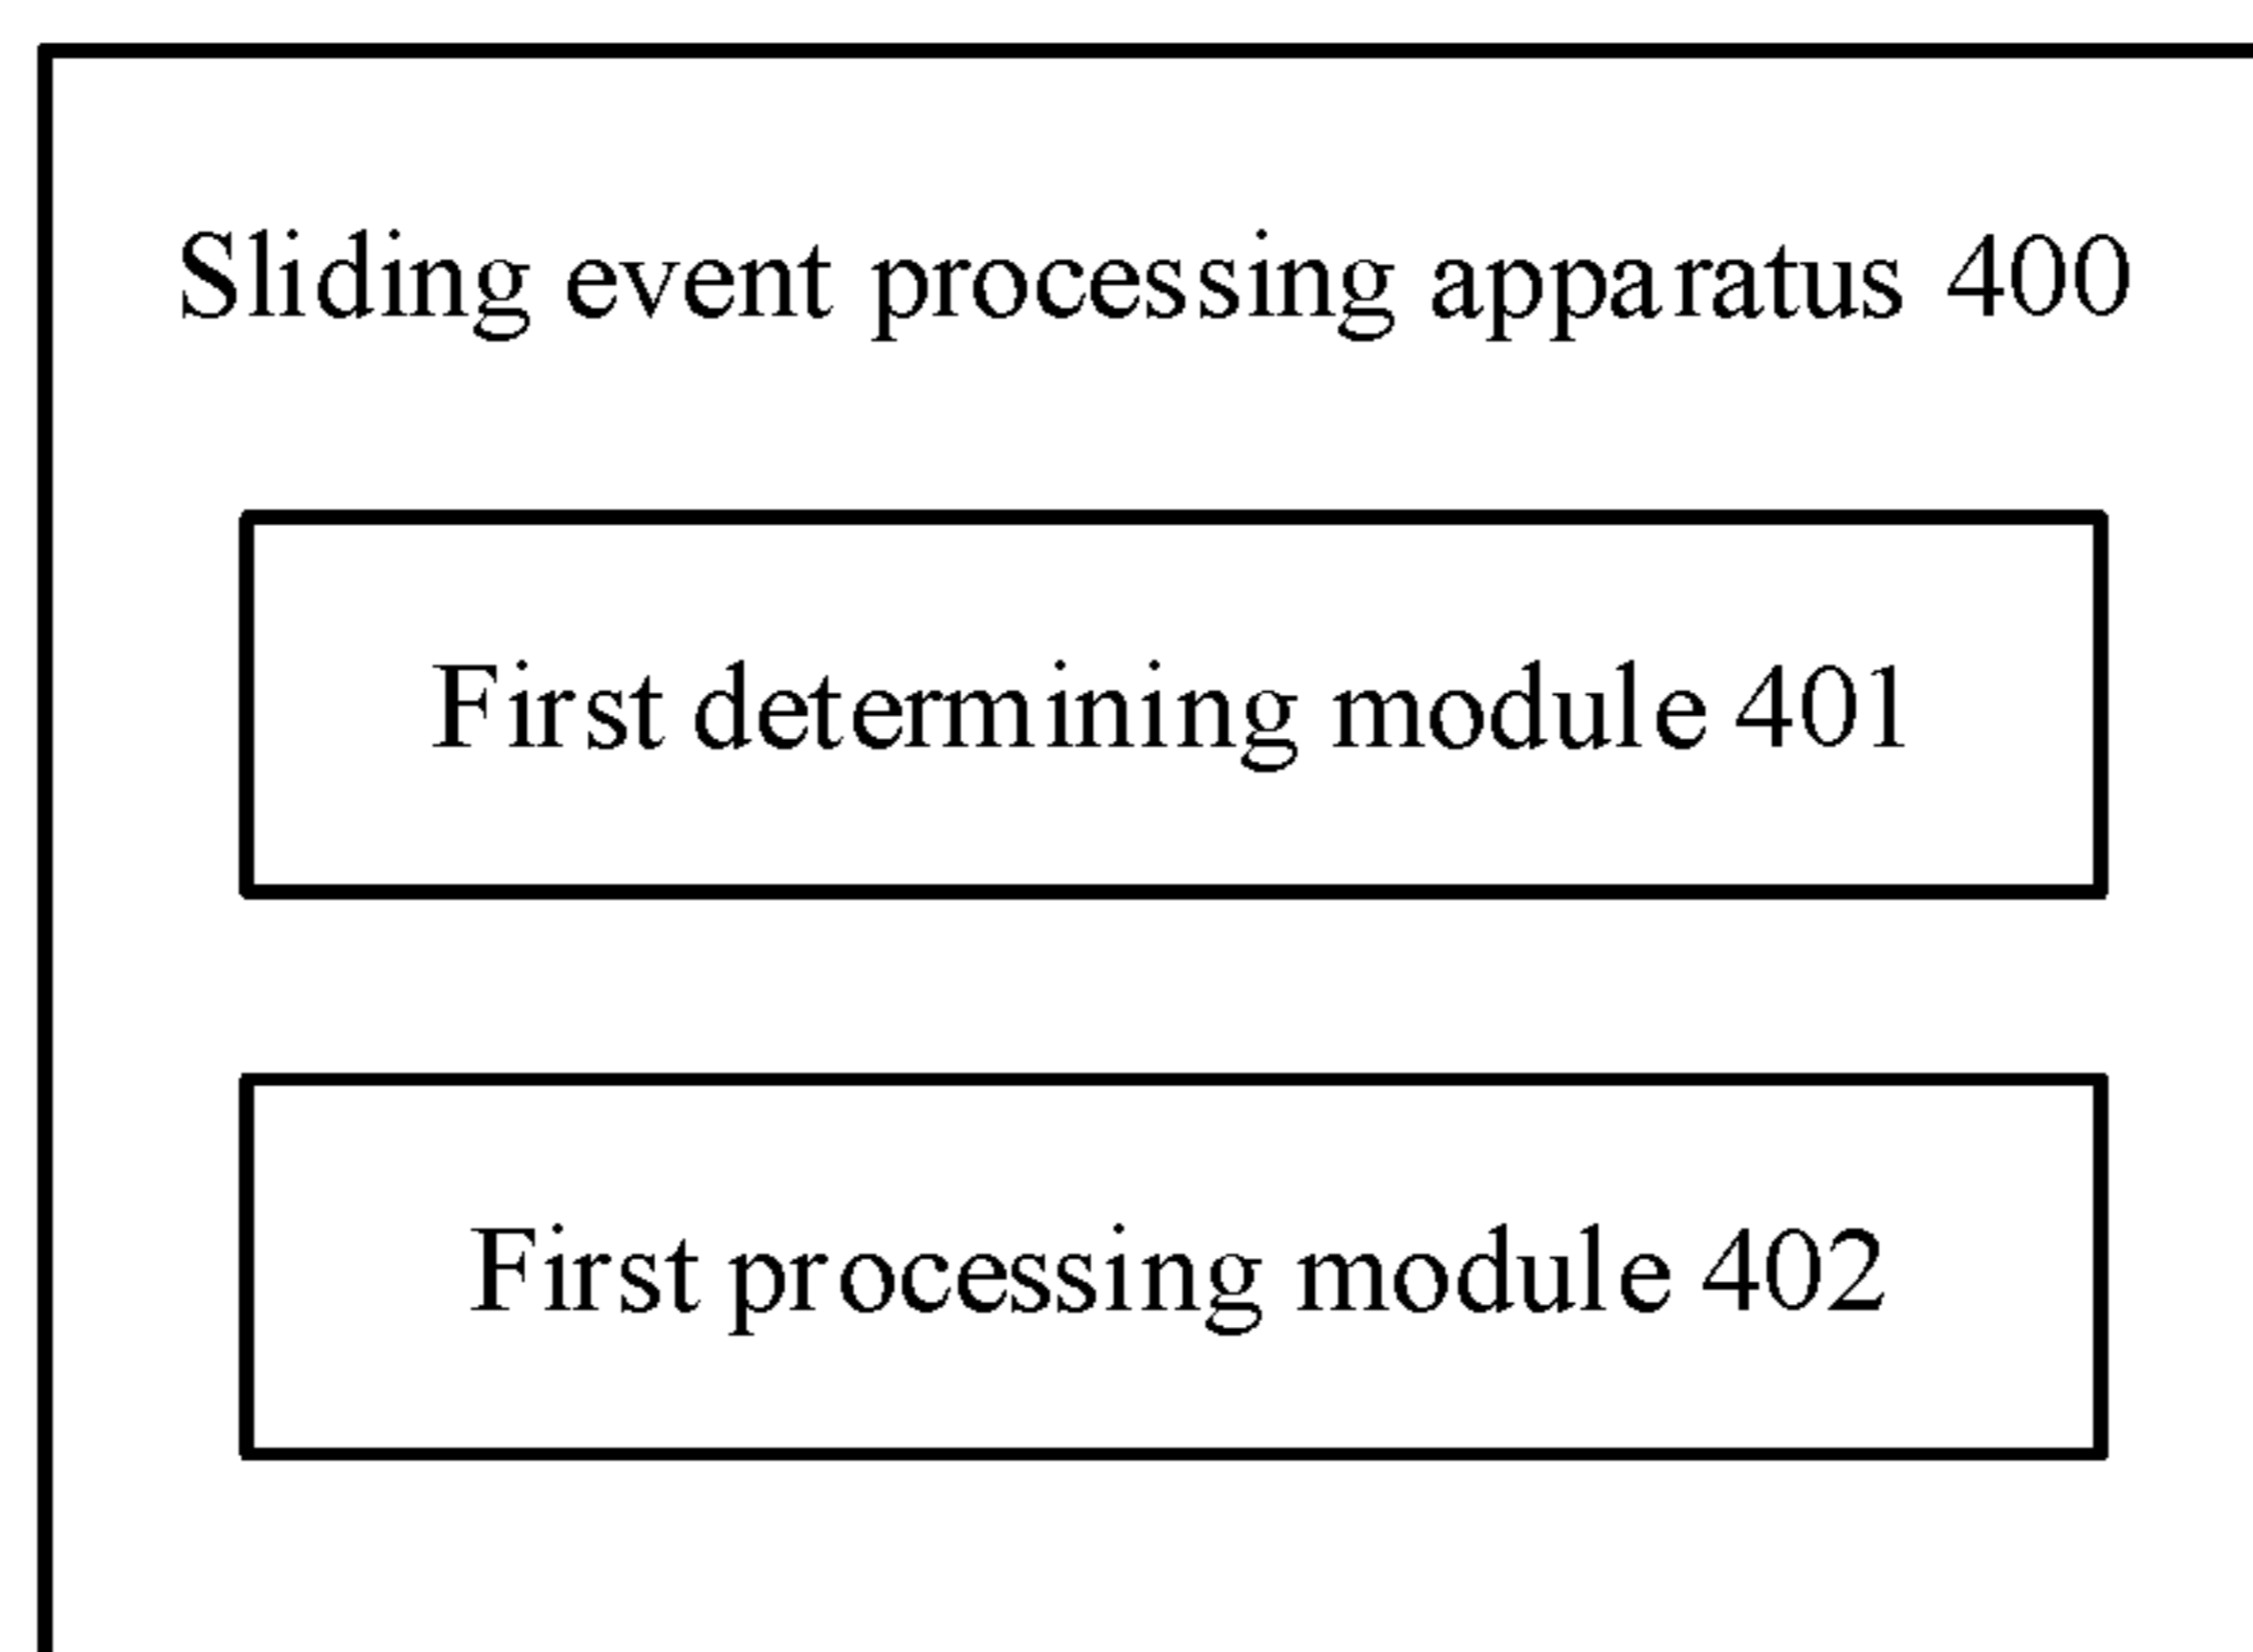 Sliding event processing apparatus 400
First determining module 401
First processing module 402